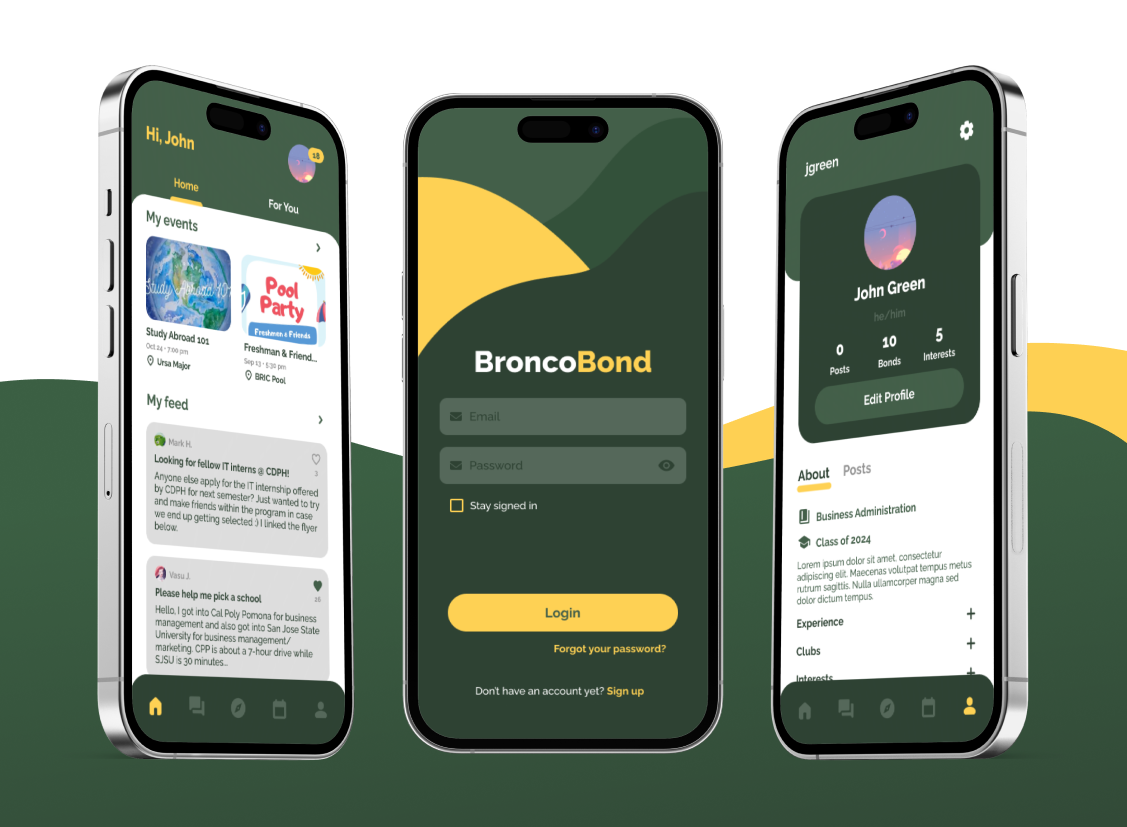 Hi, John
18
Home
For You
My events
Study Abroad 101
Pool
Party
Freshman & Friends
Study Abroad 101
Oct 24 • 7:00 pm
Ursa Major
Freshman & Friend...
Sep 13 • 5:30 pm
BRIC Pool
My feed
Mark H.
Looking for fellow IT interns @ CDPH!
3
Anyone else apply for the IT internship offered
by CDPH for next semester? Just wanted to try
and make friends within the program in case
we end up getting selected :) I linked the flyer
below.
Vasu J.
Please help me pick a school
26
Hello, I got into Cal Poly Pomona for business
management and also got into San Jose State
University for business management/
marketing. CPP is about a 7-hour drive while
SJSU is 30 minutes...
BroncoBond
Email
Password
Stay signed in
Login
Forgot your password?
Don't have an account yet? Sign up
jgreen
John Green
he/him
0
Posts
10
Bonds
5
Interests
Edit Profile
About
Posts
Business Administration
Class of 2024
Lorem ipsum dolor sit amet, consectetur
adipiscing elit. Maecenas volutpat tempus metus
rutrum sagittis. Nulla ullamcorper magna sed
dolor dictum tempus.
Experience
Clubs
Interests